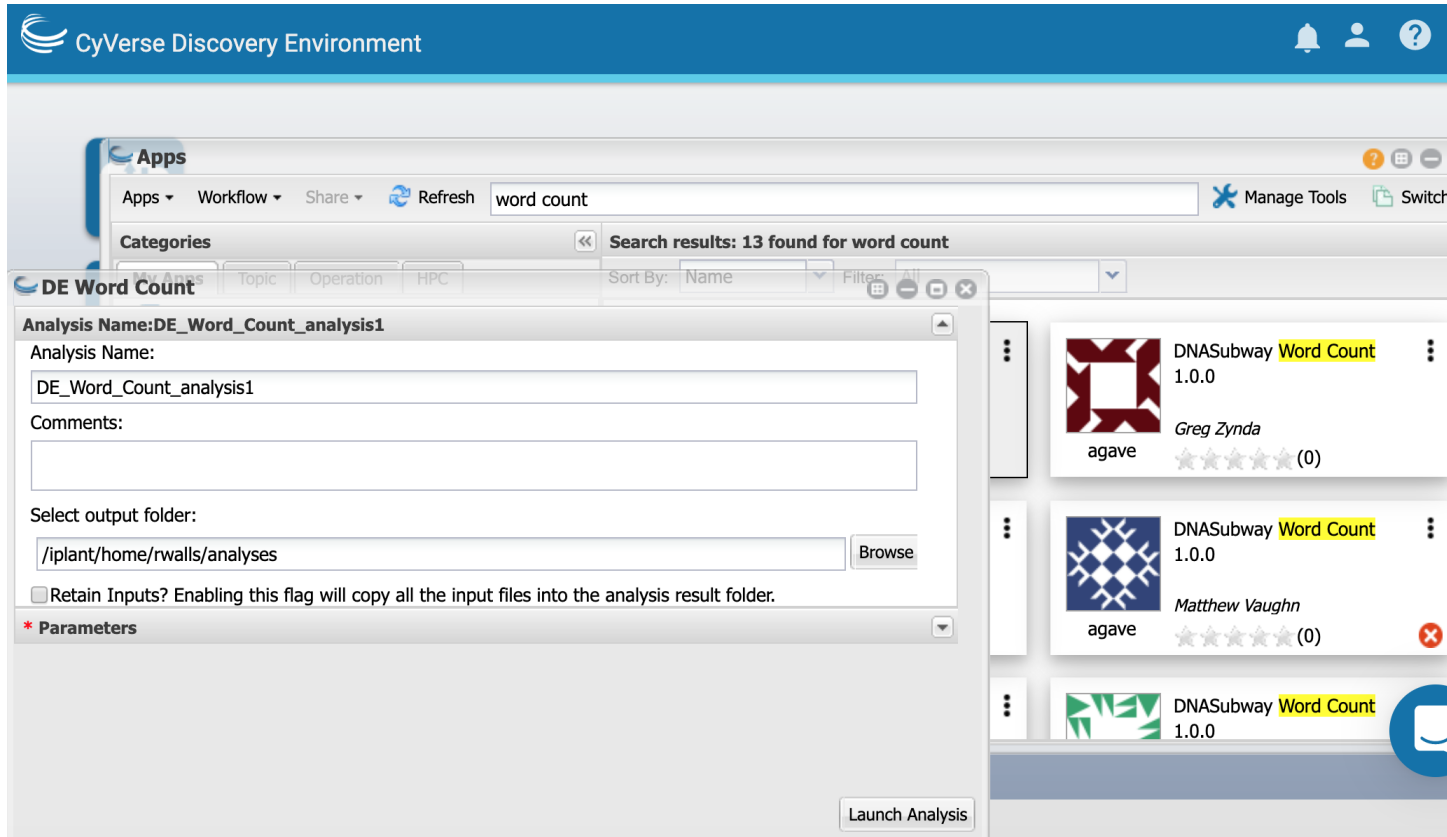 CyVerse Discovery Environment
Apps
Apps Workflow Share Refresh word count Manage Tools Switch
Categories
Search results: 13 found for word count
My Apps Topic Operation HPC
Sort By: Name Filter: All
DE Word Count
Analysis Name:DE_Word_Count_analysis1
Analysis Name:
DE_Word_Count_analysis1
Comments:
Select output folder:
/iplant/home/rwalls/analyses
Browse
Retain Inputs? Enabling this flag will copy all the input files into the analysis result folder.
* Parameters
Launch Analysis
DNASubway Word Count
1.0.0
Greg Zynda
agave
(0)
DNASubway Word Count
1.0.0
Matthew Vaughn
agave
(0)
DNASubway Word Count
1.0.0